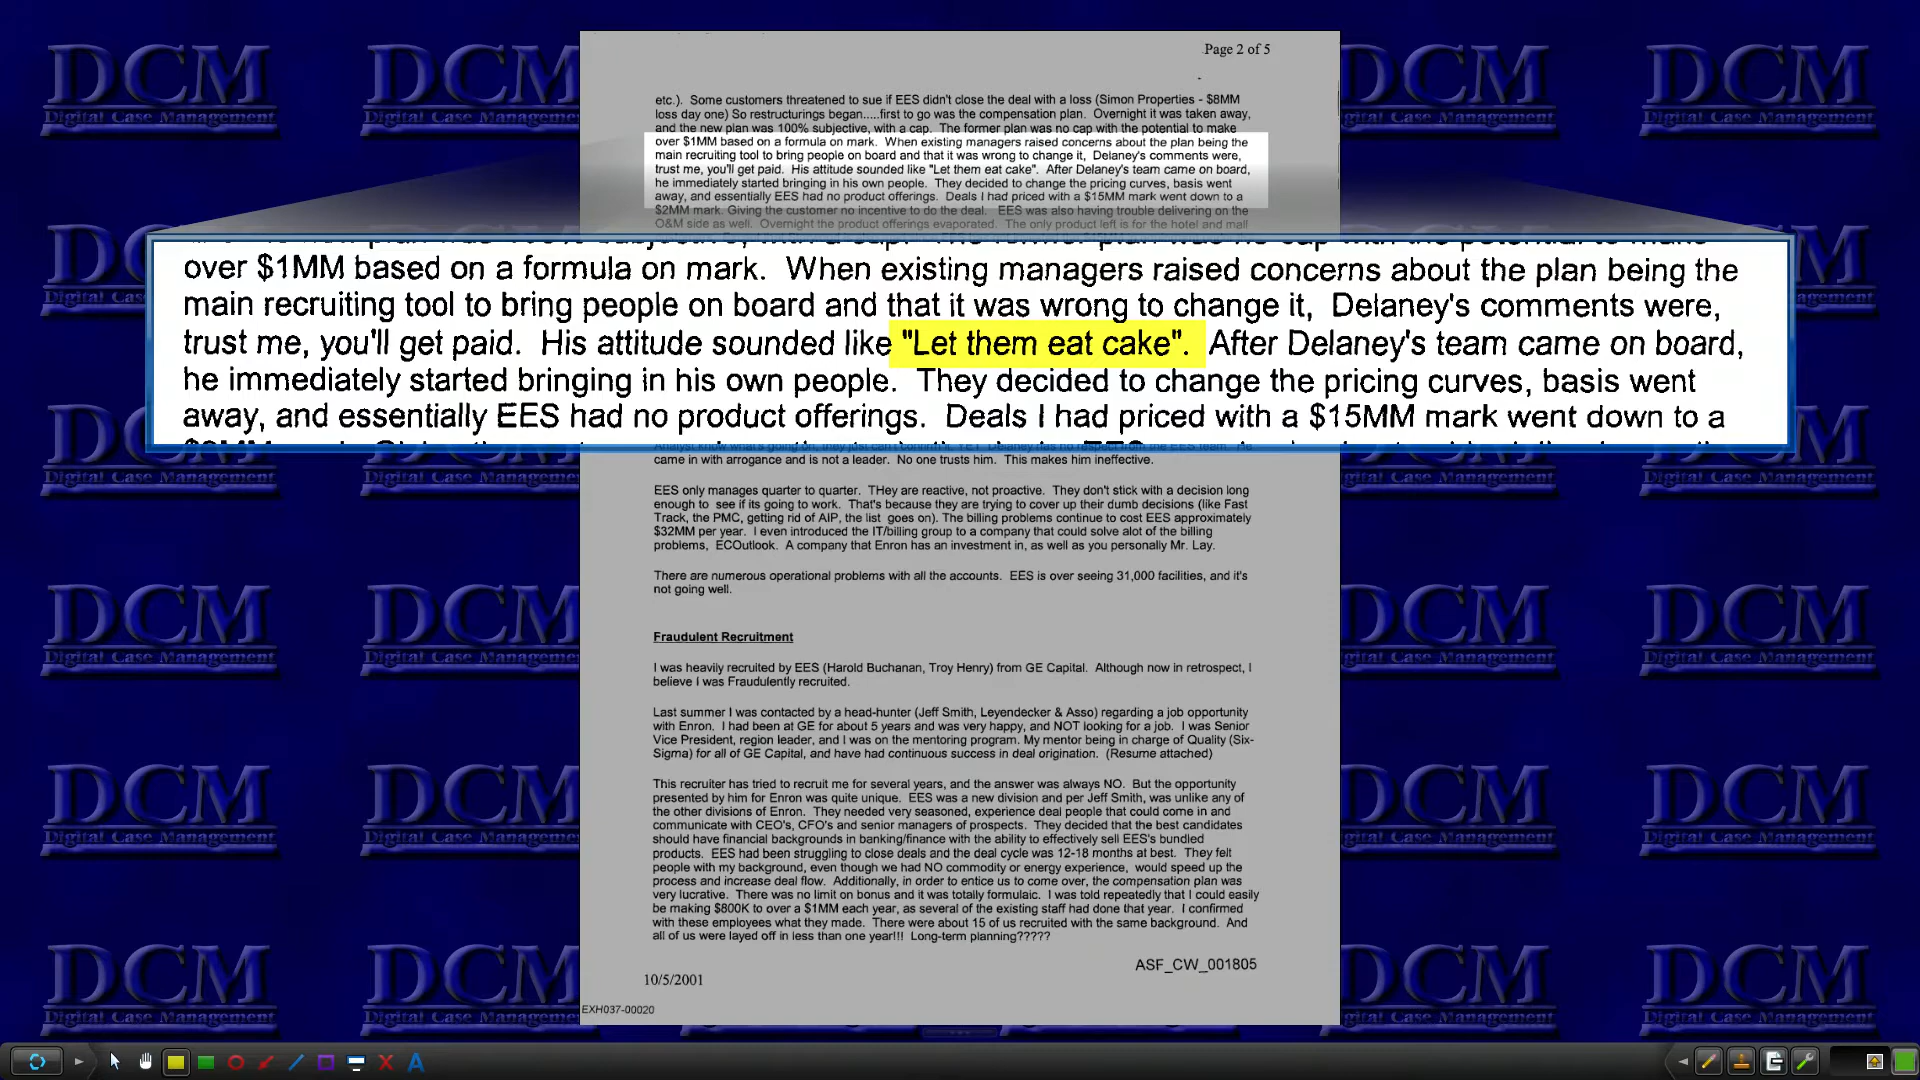 DCM
Digital Case Management
Page 2 of 5
etc.). Some customers threatened to sue if EES didn't close the deal with a loss (Simon Properties - $8MM
loss day one) So restructurings began.....first to go was the compensation plan. Overnight it was taken away,
and the new plan was 100% subjective, with a cap. The former plan was no cap with the potential to make
over $1MM based on a formula on mark. When existing managers raised concerns about the plan being the
main recruiting tool to bring people on board and that it was wrong to change it, Delaney's comments were,
trust me, you'll get paid. His attitude sounded like "Let them eat cake". After Delaney's team came on board,
he immediately started bringing in his own people. They decided to change the pricing curves, basis went
away, and essentially EES had no product offerings. Deals I had priced with a $15MM mark went down to a
$2MM mark. Giving the customer no incentive to do the deal. EES was also having trouble delivering on the
O&M side as well. Overnight the product offerings evaporated. The only product left is for the hotel and mall
over $1MM based on a formula on mark. When existing managers raised concerns about the plan being the
main recruiting tool to bring people on board and that it was wrong to change it, Delaney's comments were,
trust me, you'll get paid. His attitude sounded like "Let them eat cake". After Delaney's team came on board,
he immediately started bringing in his own people. They decided to change the pricing curves, basis went
away, and essentially EES had no product offerings. Deals I had priced with a $15MM mark went down to a
came in with arrogance and is not a leader. No one trusts him. This makes him ineffective.
EES only manages quarter to quarter. THey are reactive, not proactive. They don't stick with a decision long
enough to see if its going to work. That's because they are trying to cover up their dumb decisions (like Fast
Track, the PMC, getting rid of AIP, the list goes on). The billing problems continue to cost EES approximately
$32MM per year. I even introduced the IT/billing group to a company that could solve alot of the billing
problems, ECOutlook. A company that Enron has an investment in, as well as you personally Mr. Lay.
There are numerous operational problems with all the accounts. EES is over seeing 31,000 facilities, and it's
not going well.
Fraudulent Recruitment
I was heavily recruited by EES (Harold Buchanan, Troy Henry) from GE Capital. Although now in retrospect, I
believe I was Fraudulently recruited.
Last summer I was contacted by a head-hunter (Jeff Smith, Leyendecker & Asso) regarding a job opportunity
with Enron. I had been at GE for about 5 years and was very happy, and NOT looking for a job. I was Senior
Vice President, region leader, and I was on the mentoring program. My mentor being in charge of Quality (Six-
Sigma) for all of GE Capital, and have had continuous success in deal origination. (Resume attached)
This recruiter has tried to recruit me for several years, and the answer was always NO. But the opportunity
presented by him for Enron was quite unique. EES was a new division and per Jeff Smith, was unlike any of
the other divisions of Enron. They needed very seasoned, experience deal people that could come in and
communicate with CEO's, CFO's and senior managers of prospects. They decided that the best candidates
should have financial backgrounds in banking/finance with the ability to effectively sell EES's bundled
products. EES had been struggling to close deals and the deal cycle was 12-18 months at best. They felt
people with my background, even though we had NO commodity or energy experience, would speed up the
process and increase deal flow. Additionally, in order to entice us to come over, the compensation plan was
very lucrative. There was no limit on bonus and it was totally formulaic. I was told repeatedly that I could easily
be making $800K to over a $1MM each year, as several of the existing staff had done that year. I confirmed
with these employees what they made. There were about 15 of us recruited with the same background. And
all of us were layed off in less than one year!!! Long-term planning?????
ASF_CW_001805
10/5/2001
EXH037-00020